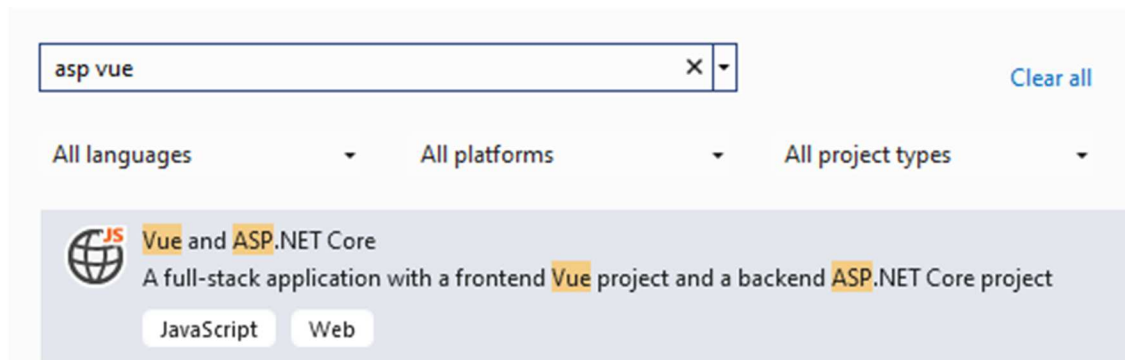 asp vue
Clear all
All languages All platforms All project types
JS
Vue and ASP.NET Core
A full-stack application with a frontend Vue project and a backend ASP.NET Core project
JavaScript Web